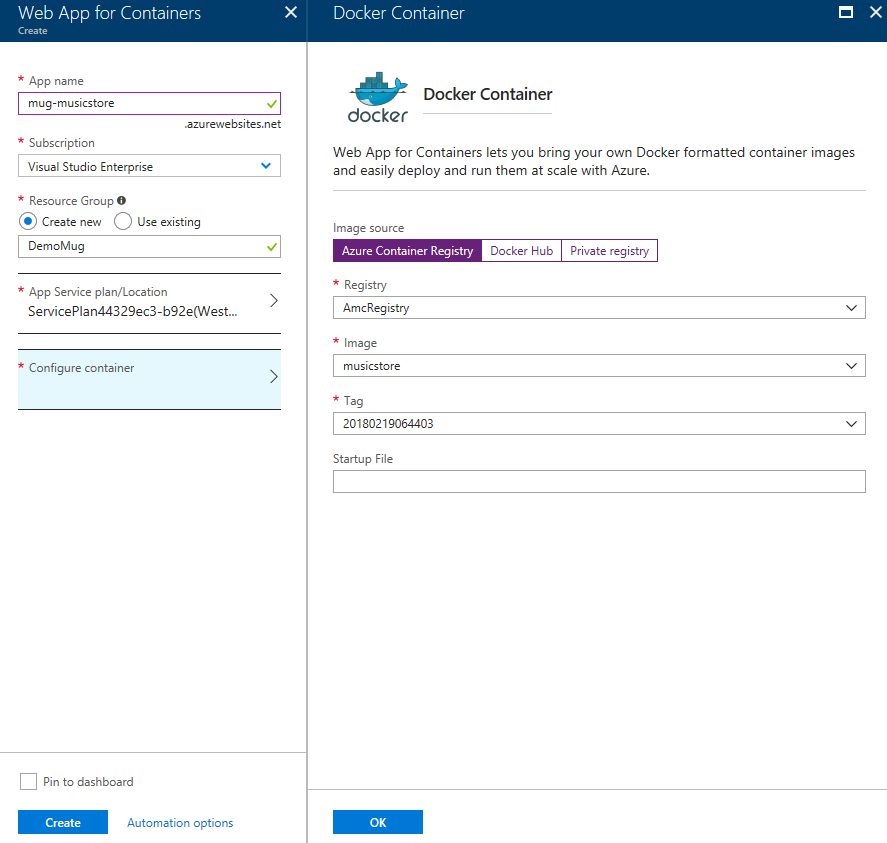 Web App for Containers
Create
* App name
mug-musicstore
.azurewebsites.net
* Subscription
Visual Studio Enterprise
* Resource Group
Create new
Use existing
DemoMug
* App Service plan/Location
ServicePlan44329ec3-b92e(West...
* Configure container
Pin to dashboard
Create
Automation options
Docker Container
docker
Docker Container
Web App for Containers lets you bring your own Docker formatted container images
and easily deploy and run them at scale with Azure.
Image source
Azure Container Registry
Docker Hub
Private registry
* Registry
AmcRegistry
* Image
musicstore
* Tag
20180219064403
Startup File
OK